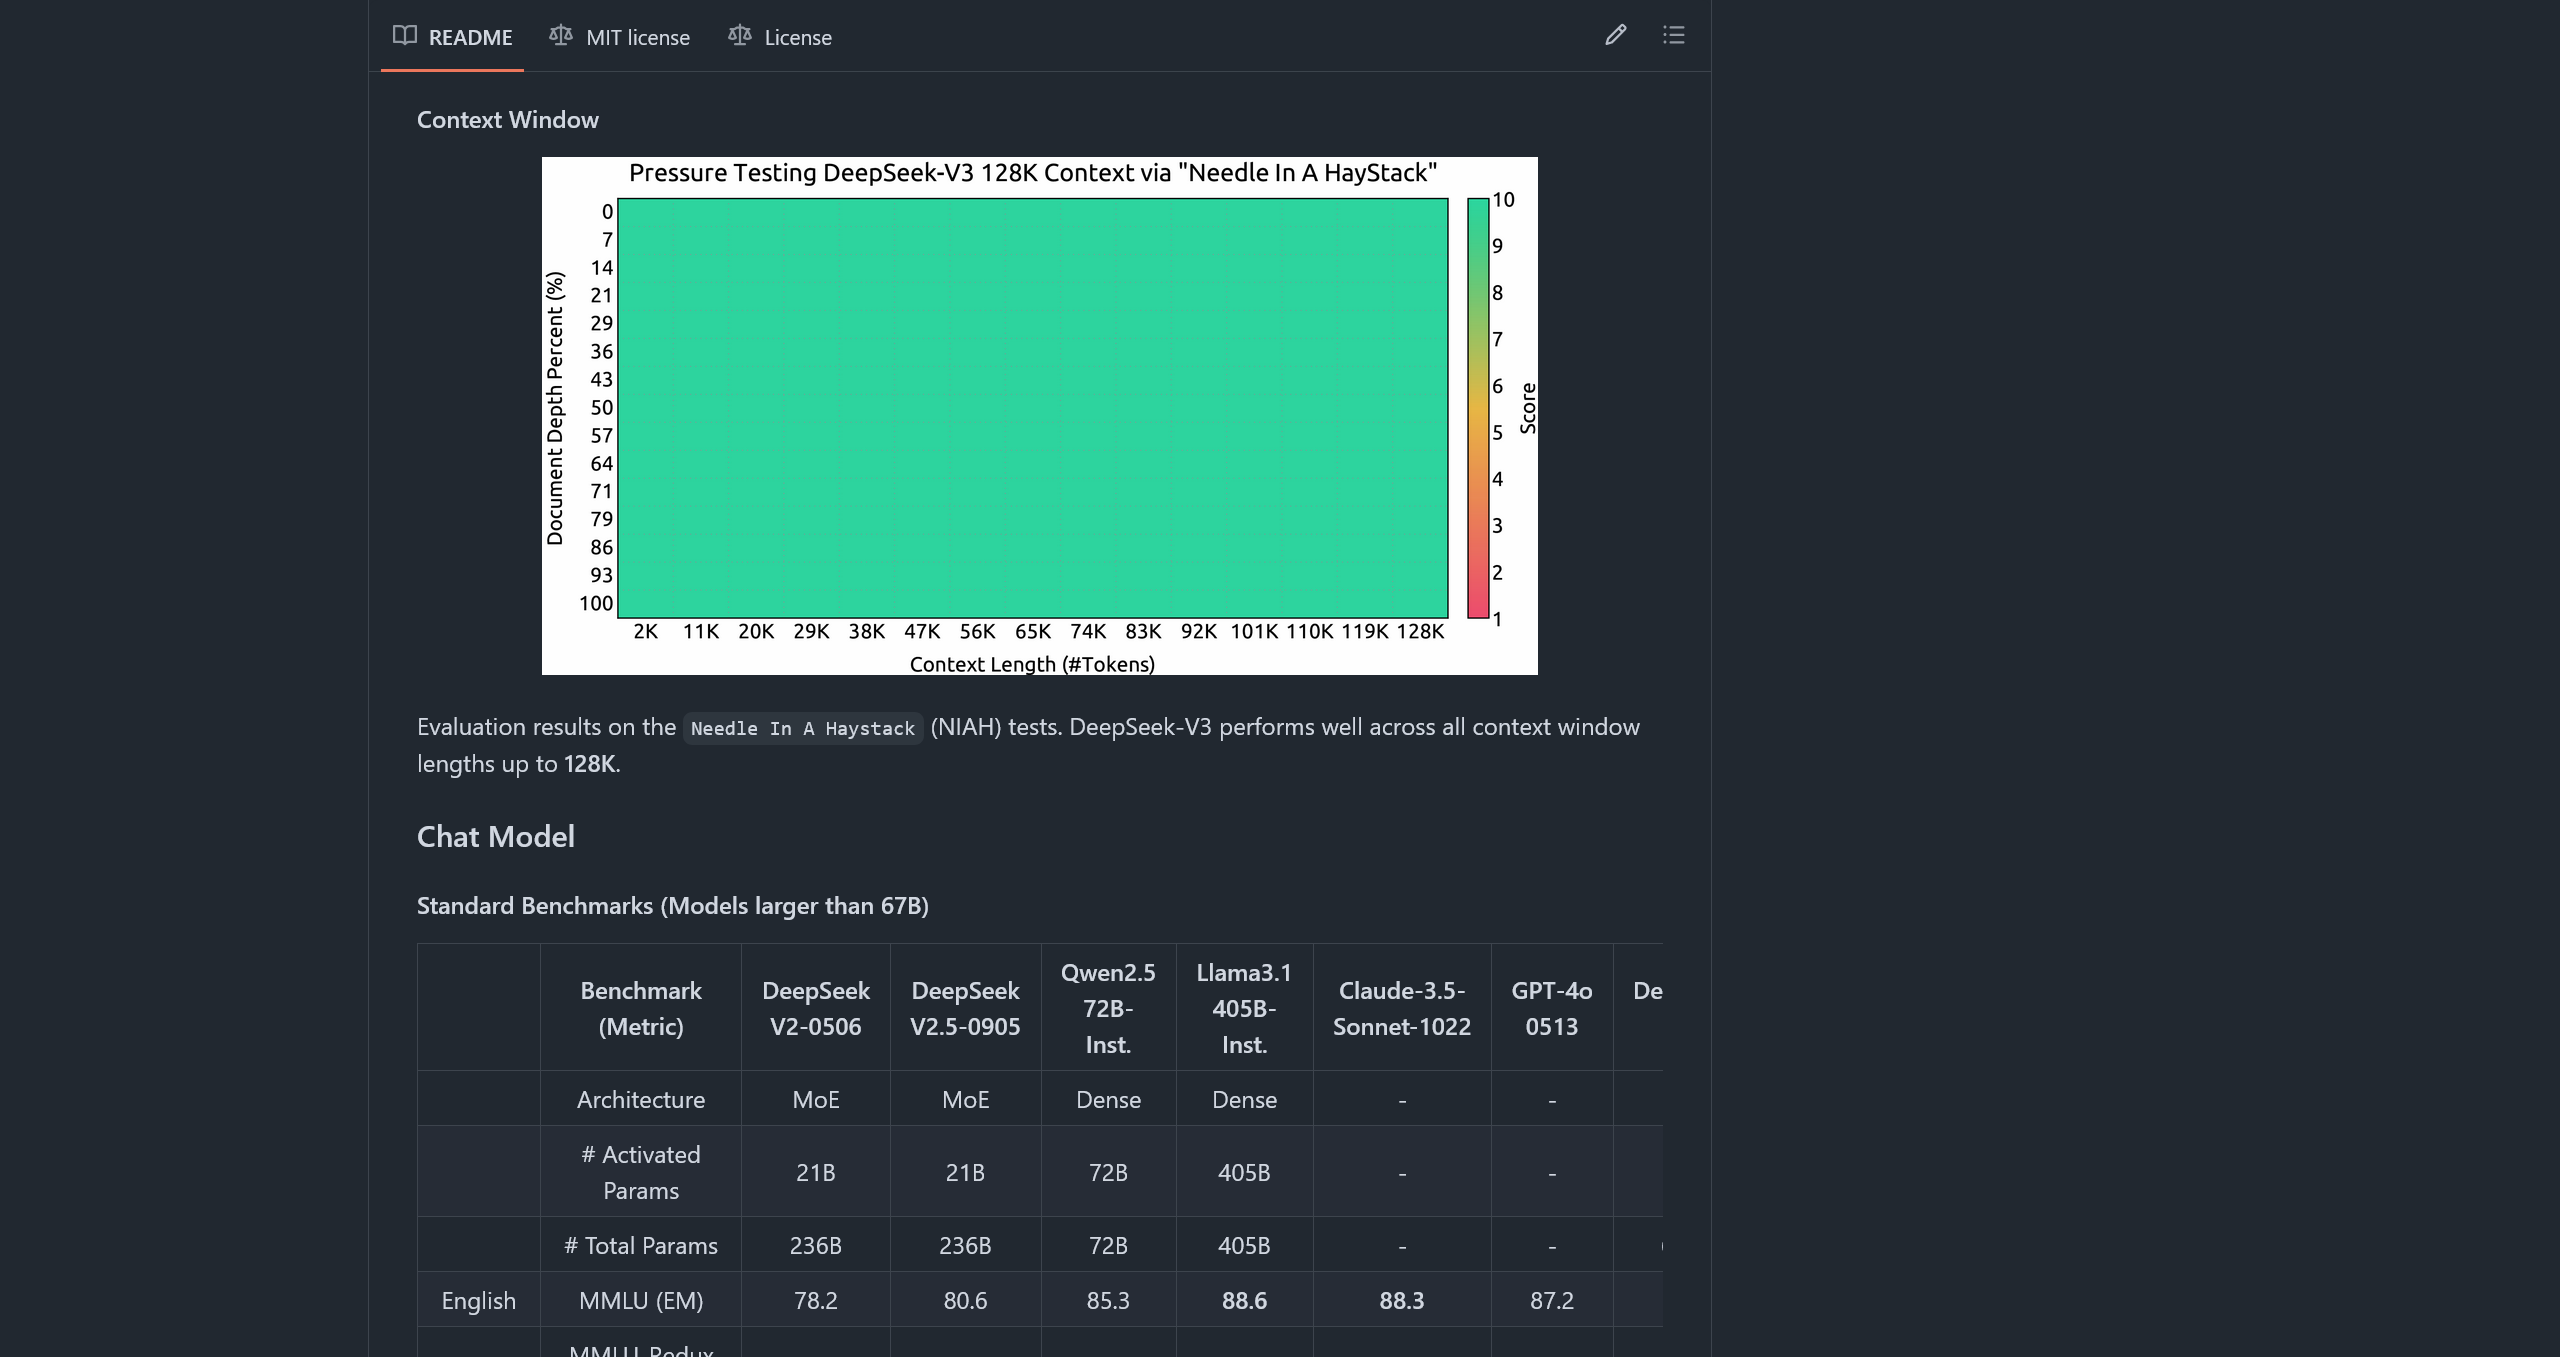 README MIT license License
Context Window
Pressure Testing DeepSeek-V3 128K Context via "Needle In A HayStack"
Document Depth Percent (%)
0
7
14
21
29
36
43
50
57
64
71
79
86
93
100
2K 11K 20K 29K 38K 47K 56K 65K 74K 83K 92K 101K 110K 119K 128K
Context Length (#Tokens)
10
9
8
7
6
5
4
3
2
1
Score
Evaluation results on the Needle In A Haystack (NIAH) tests. DeepSeek-V3 performs well across all context window
lengths up to 128K.
Chat Model
Standard Benchmarks (Models larger than 67B)
Benchmark (Metric) DeepSeek V2-0506 DeepSeek V2.5-0905 Qwen2.5 72B-Inst. Llama3.1 405B-Inst. Claude-3.5-Sonnet-1022 GPT-4o 0513 De
Architecture MoE MoE Dense Dense - -
# Activated Params 21B 21B 72B 405B - -
# Total Params 236B 236B 72B 405B - -
English MMLU (EM) 78.2 80.6 85.3 88.6 88.3 87.2
MMLU-Redux